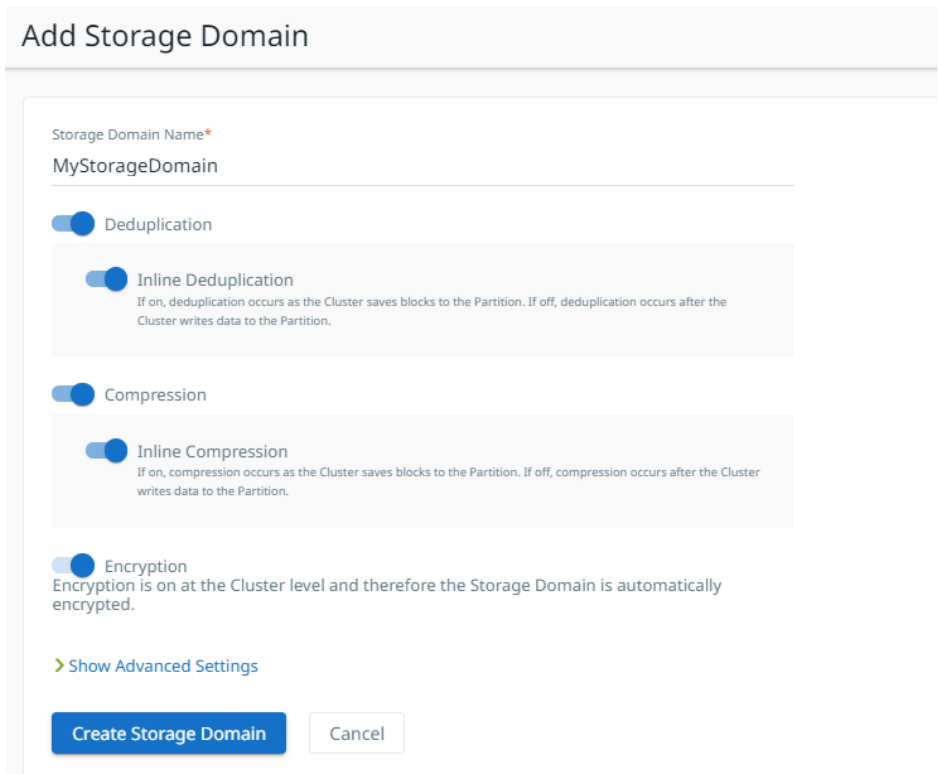 Add Storage Domain
Storage Domain Name*
MyStorageDomain
Deduplication
Inline Deduplication
If on, deduplication occurs as the Cluster saves blocks to the Partition. If off, deduplication occurs after the
Cluster writes data to the Partition.
Compression
Inline Compression
If on, compression occurs as the Cluster saves blocks to the Partition. If off, compression occurs after the Cluster
writes data to the Partition.
Encryption
Encryption is on at the Cluster level and therefore the Storage Domain is automatically
encrypted.
Show Advanced Settings
Create Storage Domain
Cancel